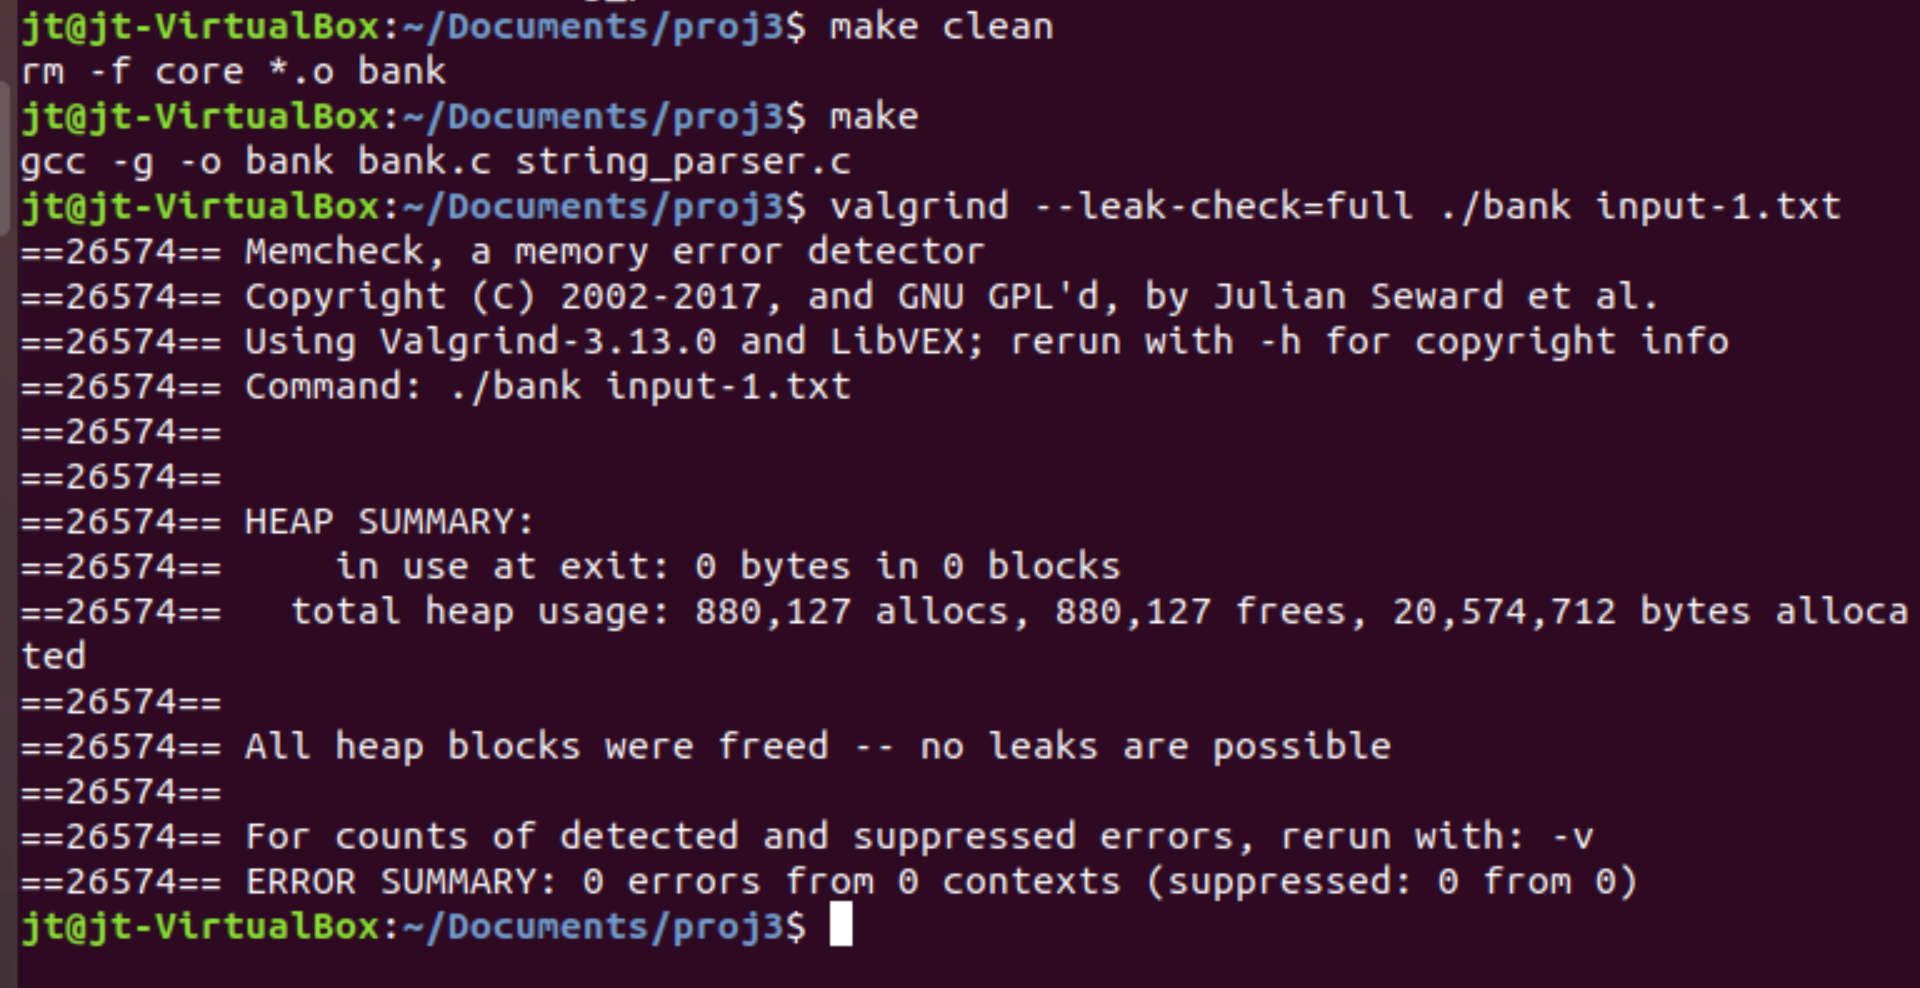 jt@jt-VirtualBox:~/Documents/proj3$ make clean
rm -f core *.o bank
jt@jt-VirtualBox:~/Documents/proj3$ make
gcc -g -o bank bank.c string_parser.c
jt@jt-VirtualBox:~/Documents/proj3$ valgrind --leak-check=full ./bank input-1.txt
==26574== Memcheck, a memory error detector
==26574== Copyright (C) 2002-2017, and GNU GPL'd, by Julian Seward et al.
==26574== Using Valgrind-3.13.0 and LibVEX; rerun with -h for copyright info
==26574== Command: ./bank input-1.txt
==26574==
==26574==
==26574== HEAP SUMMARY:
==26574==     in use at exit: 0 bytes in 0 blocks
==26574==   total heap usage: 880,127 allocs, 880,127 frees, 20,574,712 bytes alloca
ted
==26574==
==26574== All heap blocks were freed -- no leaks are possible
==26574==
==26574== For counts of detected and suppressed errors, rerun with: -v
==26574== ERROR SUMMARY: 0 errors from 0 contexts (suppressed: 0 from 0)
jt@jt-VirtualBox:~/Documents/proj3$